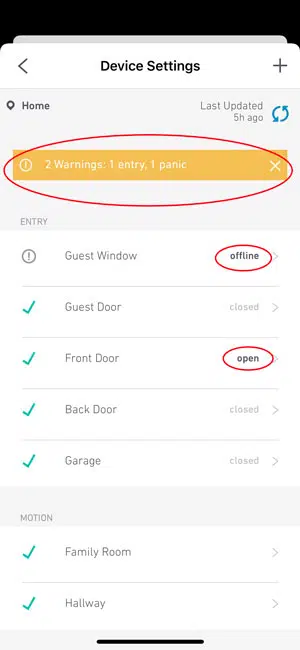 Device Settings
Home
Last Updated
5h ago
2 Warnings: 1 entry, 1 panic
ENTRY
Guest Window offline
Guest Door closed
Front Door open
Back Door closed
Garage closed
MOTION
Family Room
Hallway